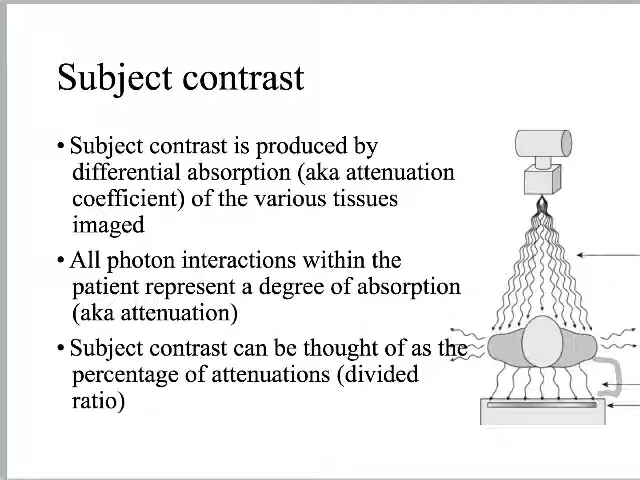 Subject contrast
• Subject contrast is produced by
differential absorption (aka attenuation
coefficient) of the various tissues
imaged
• All photon interactions within the
patient represent a degree of absorption
(aka attenuation)
• Subject contrast can be thought of as the
percentage of attenuations (divided
ratio)